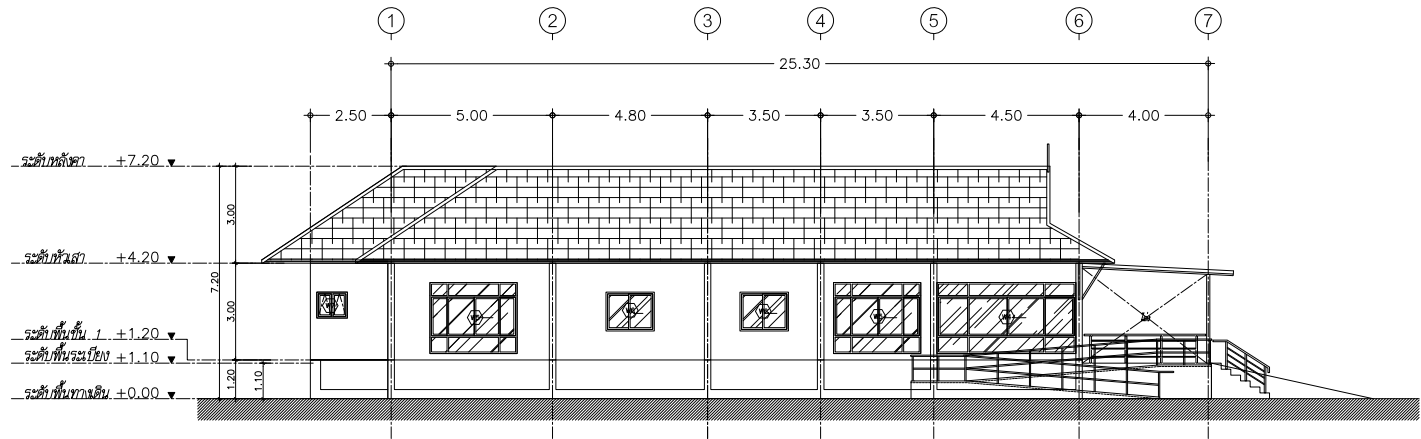 1 2 3 4 5 6 7
25.30
2.50 5.00 4.80 3.50 3.50 4.50 4.00
ระดับหลังคา +7.20
3.00
ระดับหัวเสา +4.20
7.20
3.00
ระดับพื้นชั้น 1 +1.20
ระดับพื้นระเบียง +1.10
1.20
1.10
ระดับพื้นทางเดิน +0.00